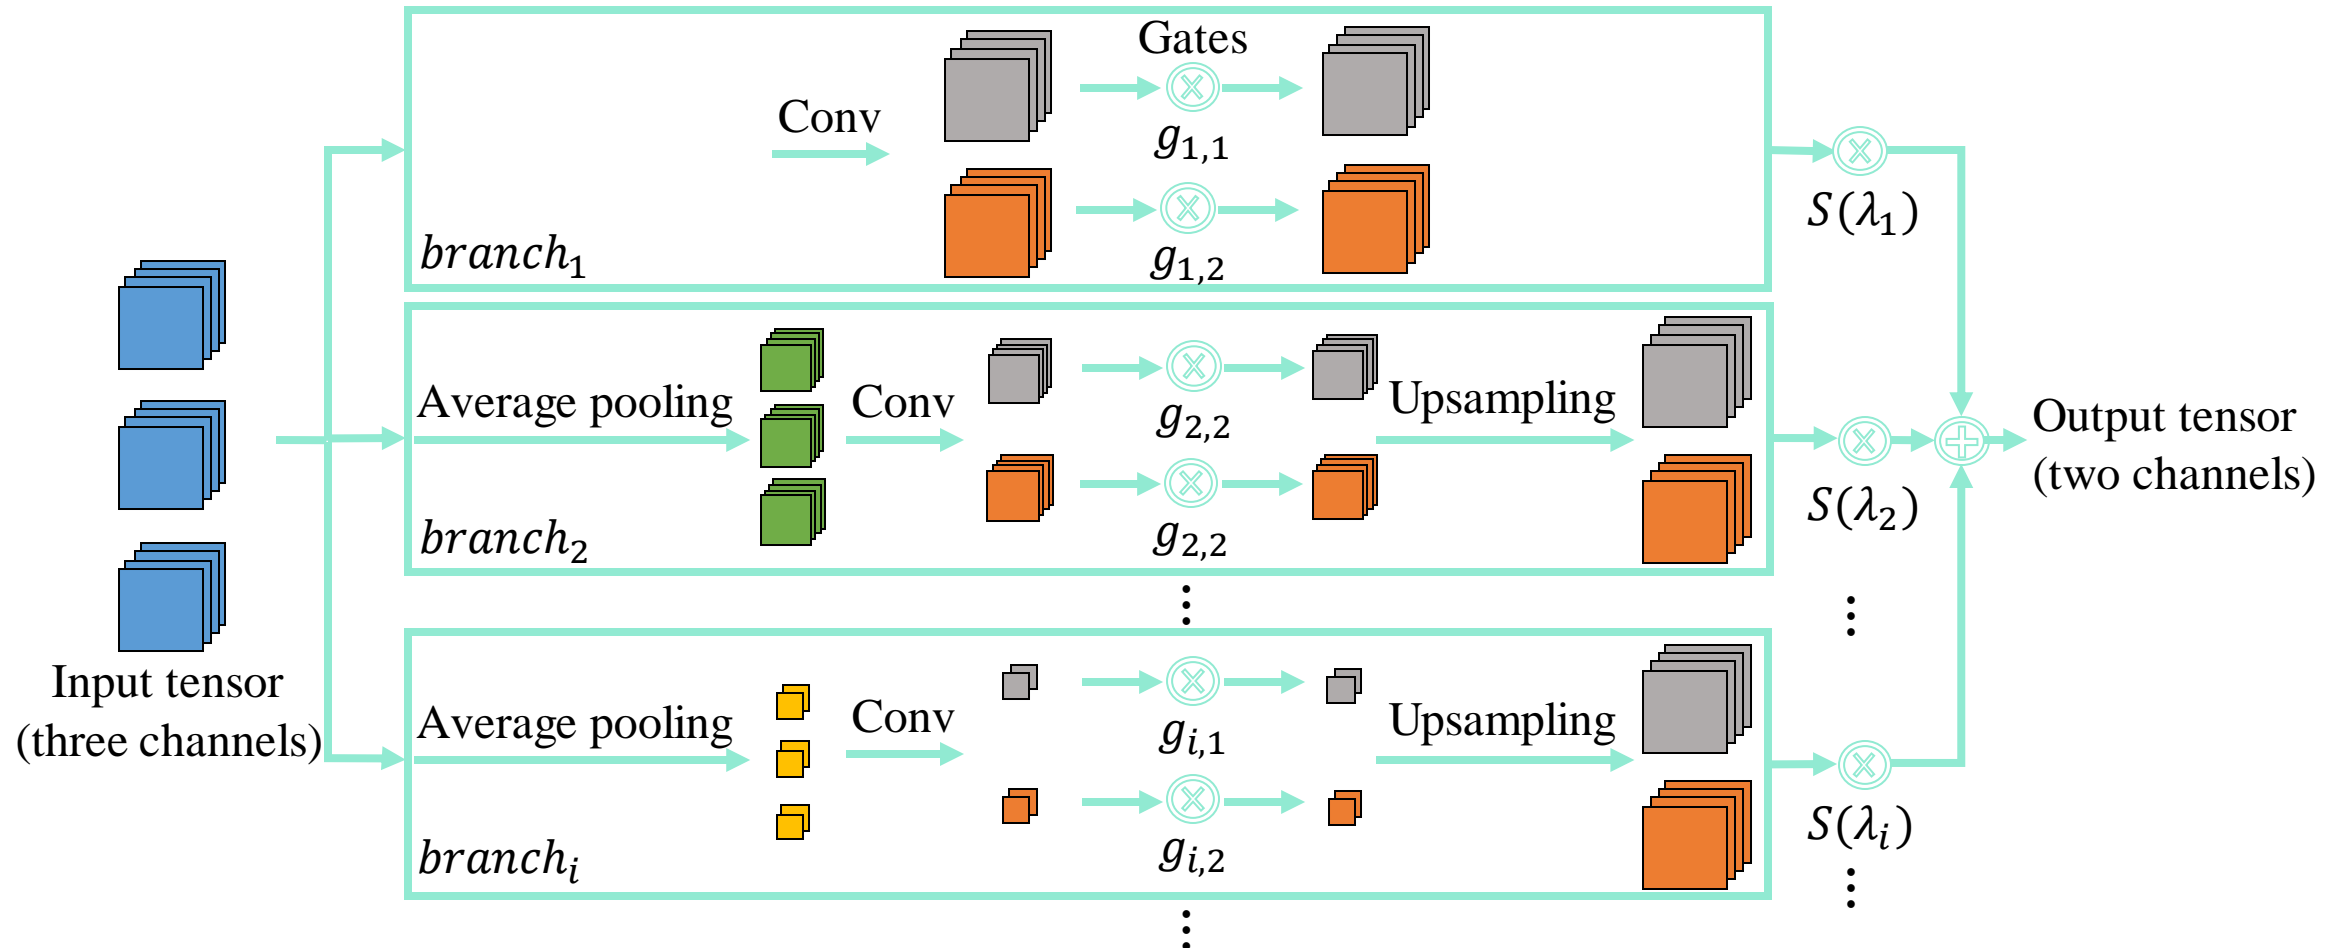 Input tensor
(three channels)
Gates
Conv
g₁,₁
g₁,₂
branch₁
S(λ₁)
Average pooling
Conv
g₂,₂
g₂,₂
Upsampling
branch₂
S(λ₂)
Output tensor
(two channels)
⋮
⋮
Average pooling
Conv
gᵢ,₁
gᵢ,₂
Upsampling
branchᵢ
S(λᵢ)
⋮
⋮